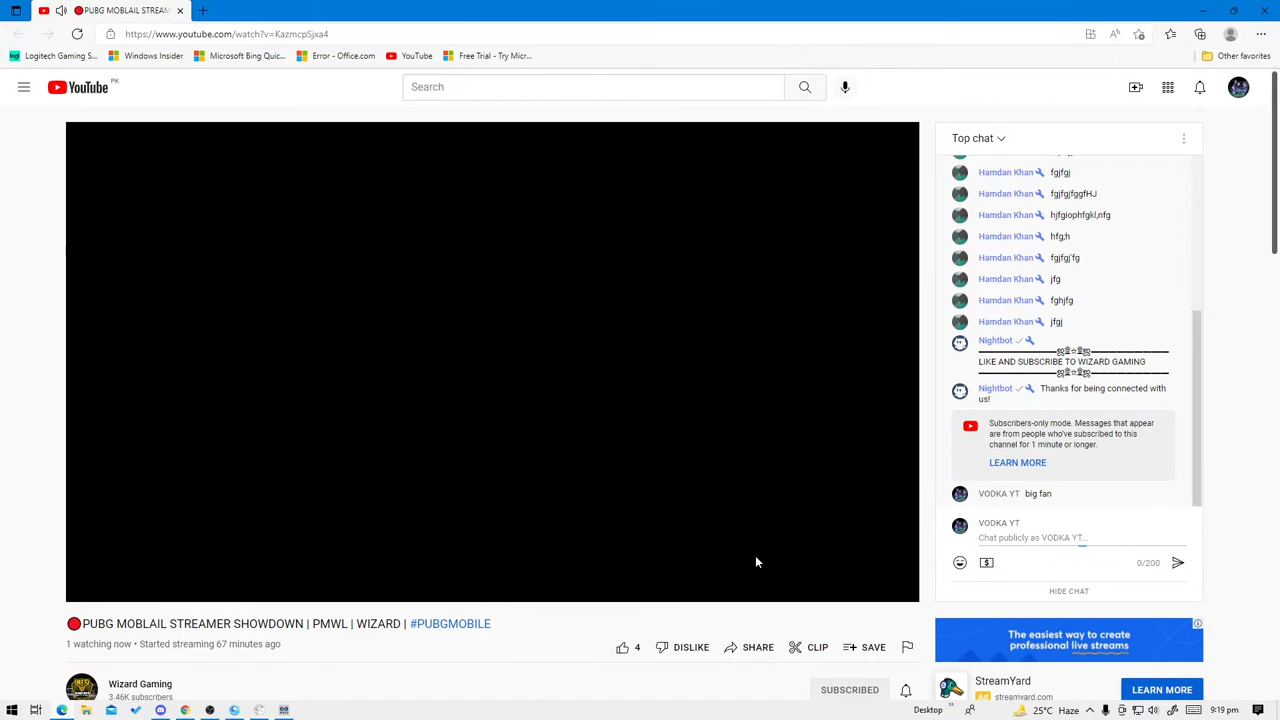 PUBG MOBLAIL STREAM
https://www.youtube.com/watch?v=KazmcpSjxa4
Logitech Gaming S...
Windows Insider
Microsoft Bing Quic...
Error - Office.com
YouTube
Free Trial - Try Micr...
Other favorites
YouTube PK
Search
Top chat
Hamdan Khan fgjfgj
Hamdan Khan fgjfgjfggfHJ
Hamdan Khan hjfgiophfgkl,nfg
Hamdan Khan hfg;h
Hamdan Khan fgjfgj'fg
Hamdan Khan jfg
Hamdan Khan fghjfg
Hamdan Khan jfgj
Nightbot
LIKE AND SUBSCRIBE TO WIZARD GAMING
Nightbot Thanks for being connected with
us!
Subscribers-only mode. Messages that appear
are from people who've subscribed to this
channel for 1 minute or longer.
LEARN MORE
VODKA YT big fan
VODKA YT
Chat publicly as VODKA YT...
0/200
HIDE CHAT
PUBG MOBLAIL STREAMER SHOWDOWN | PMWL | WIZARD | #PUBGMOBILE
1 watching now • Started streaming 67 minutes ago
4 DISLIKE SHARE CLIP SAVE
The easiest way to create
professional live streams
Wizard Gaming
3.46K subscribers
SUBSCRIBED
StreamYard
Ad streamyard.com
LEARN MORE
Desktop
25°C Haze
9:19 pm